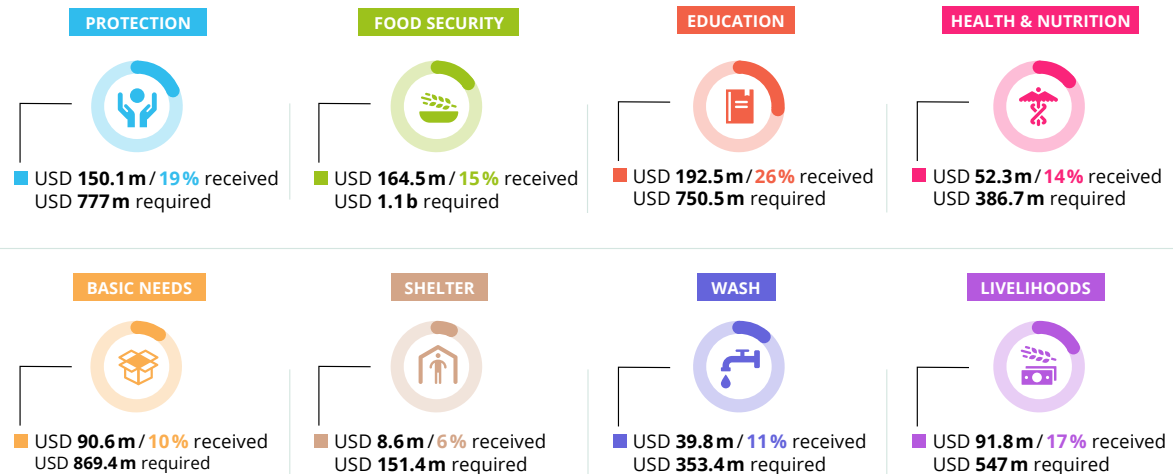 PROTECTION
USD 150.1 m / 19 % received
USD 777 m required
FOOD SECURITY
USD 164.5 m / 15 % received
USD 1.1 b required
EDUCATION
USD 192.5 m / 26 % received
USD 750.5 m required
HEALTH & NUTRITION
USD 52.3 m / 14 % received
USD 386.7 m required
BASIC NEEDS
USD 90.6 m / 10 % received
USD 869.4 m required
SHELTER
USD 8.6 m / 6 % received
USD 151.4 m required
WASH
USD 39.8 m / 11 % received
USD 353.4 m required
LIVELIHOODS
USD 91.8 m / 17 % received
USD 547 m required